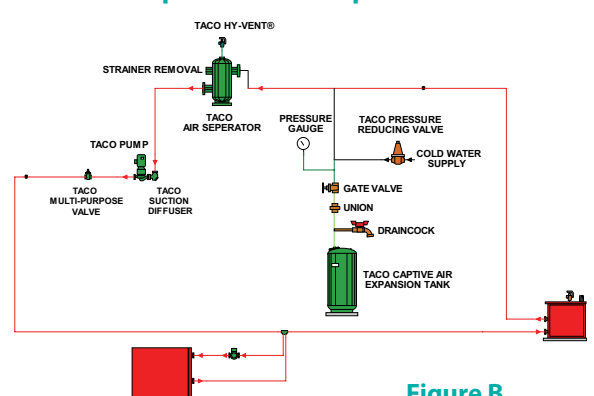 TACO HY-VENT®
STRAINER REMOVAL
TACO
AIR SEPERATOR
PRESSURE
GAUGE
TACO PRESSURE
REDUCING VALVE
COLD WATER
SUPPLY
TACO PUMP
GATE VALVE
TACO
MULTI-PURPOSE
VALVE
TACO
SUCTION
DIFFUSER
UNION
DRAINCOCK
TACO CAPTIVE AIR
EXPANSION TANK
Figure B